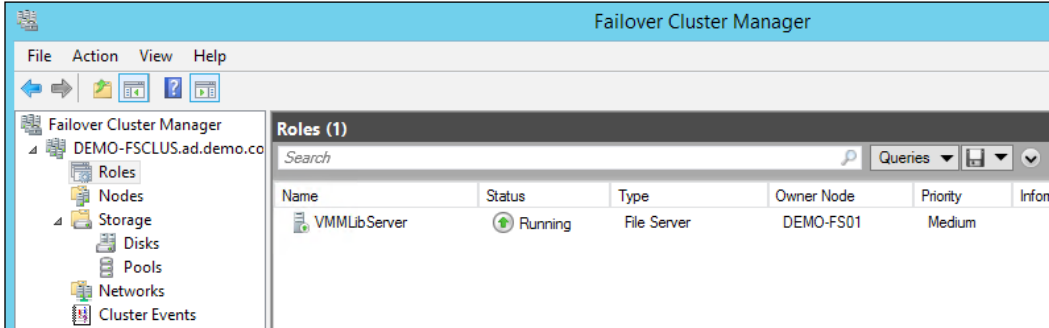 Failover Cluster Manager
File Action View Help
Failover Cluster Manager
DEMO-FSCLUS.ad.demo.co
Roles
Nodes
Storage
Disks
Pools
Networks
Cluster Events
Roles (1)
Search Queries
Name Status Type Owner Node Priority Infor
VMMLibServer Running File Server DEMO-FS01 Medium